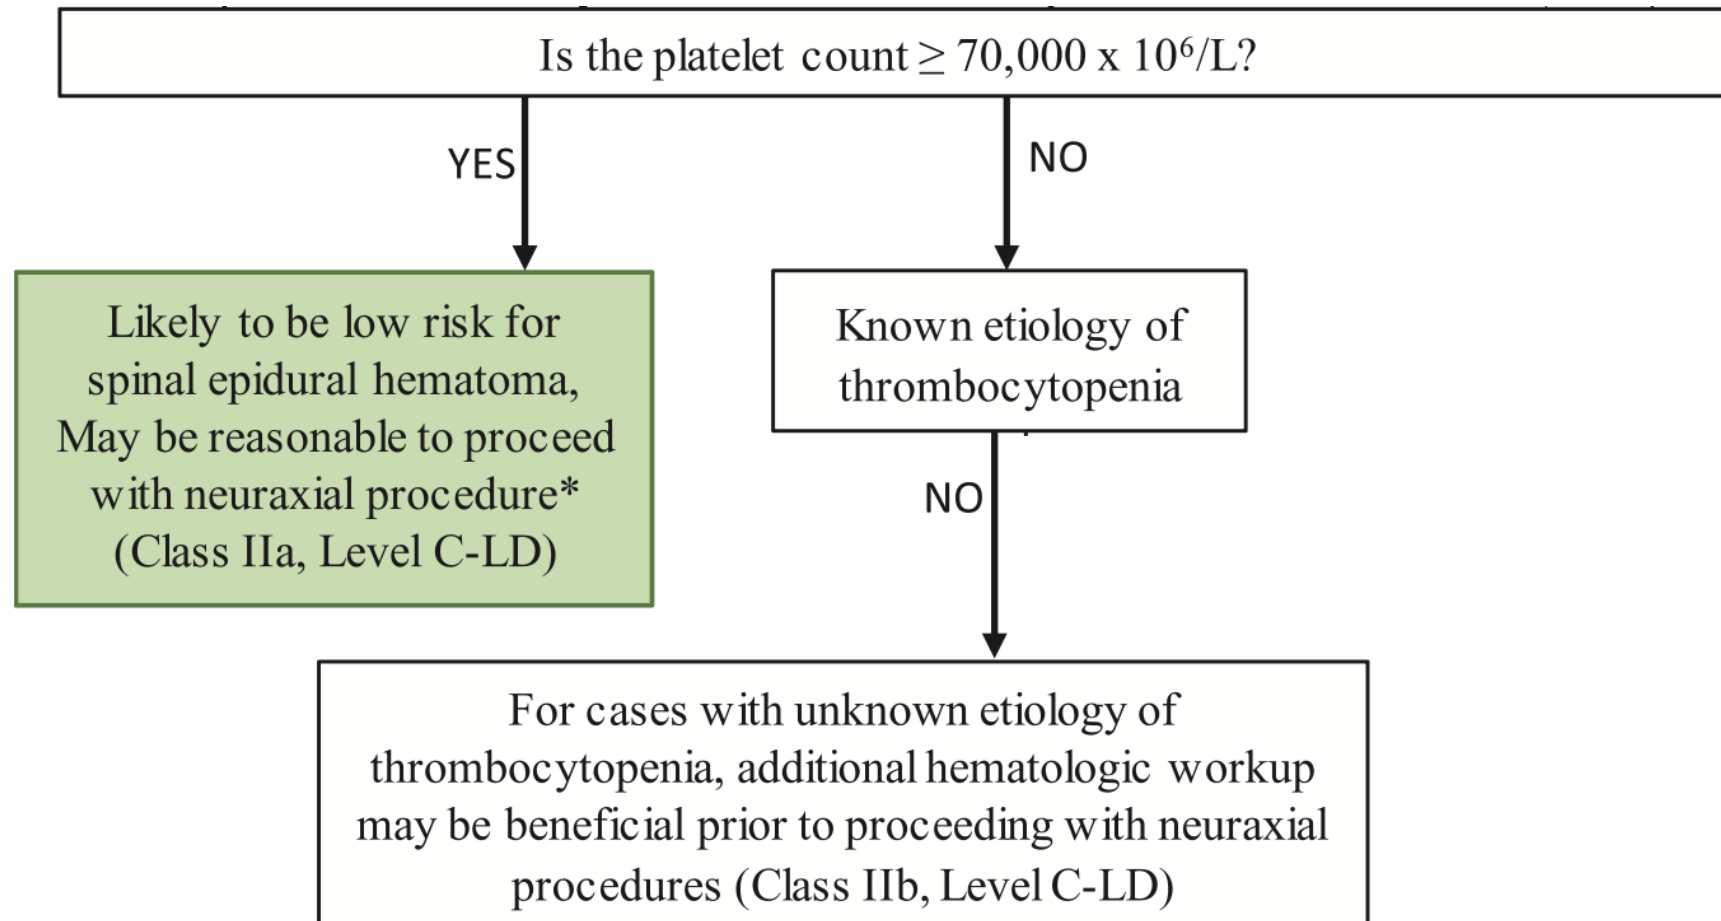 Is the platelet count ≥ 70,000 x 10⁶/L?
YES
NO
Likely to be low risk for
spinal epidural hematoma,
May be reasonable to proceed
with neuraxial procedure*
(Class IIa, Level C-LD)
Known etiology of
thrombocytopenia
NO
For cases with unknown etiology of
thrombocytopenia, additional hematologic workup
may be beneficial prior to proceeding with neuraxial
procedures (Class IIb, Level C-LD)